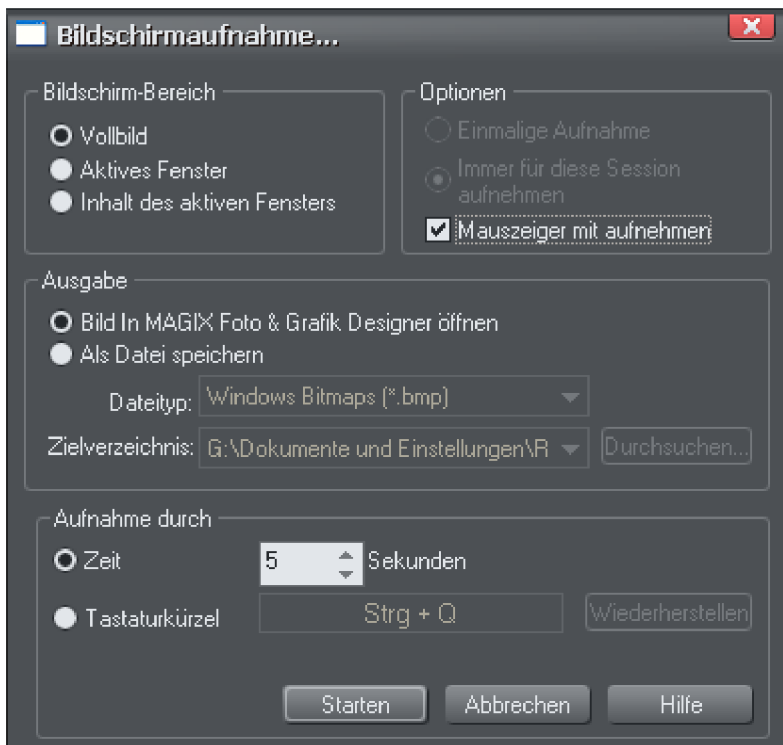 Bildschirmaufnahme...
Bildschirm-Bereich
Vollbild
Aktives Fenster
Inhalt des aktiven Fensters
Optionen
Einmalige Aufnahme
Immer für diese Session
aufnehmen
Mauszeiger mit aufnehmen
Ausgabe
Bild In MAGIX Foto & Grafik Designer öffnen
Als Datei speichern
Dateityp: Windows Bitmaps (*.bmp)
Zielverzeichnis: G:\Dokumente und Einstellungen\R Durchsuchen...
Aufnahme durch
Zeit 5 Sekunden
Tastaturkürzel Strg + Q Wiederherstellen
Starten Abbrechen Hilfe